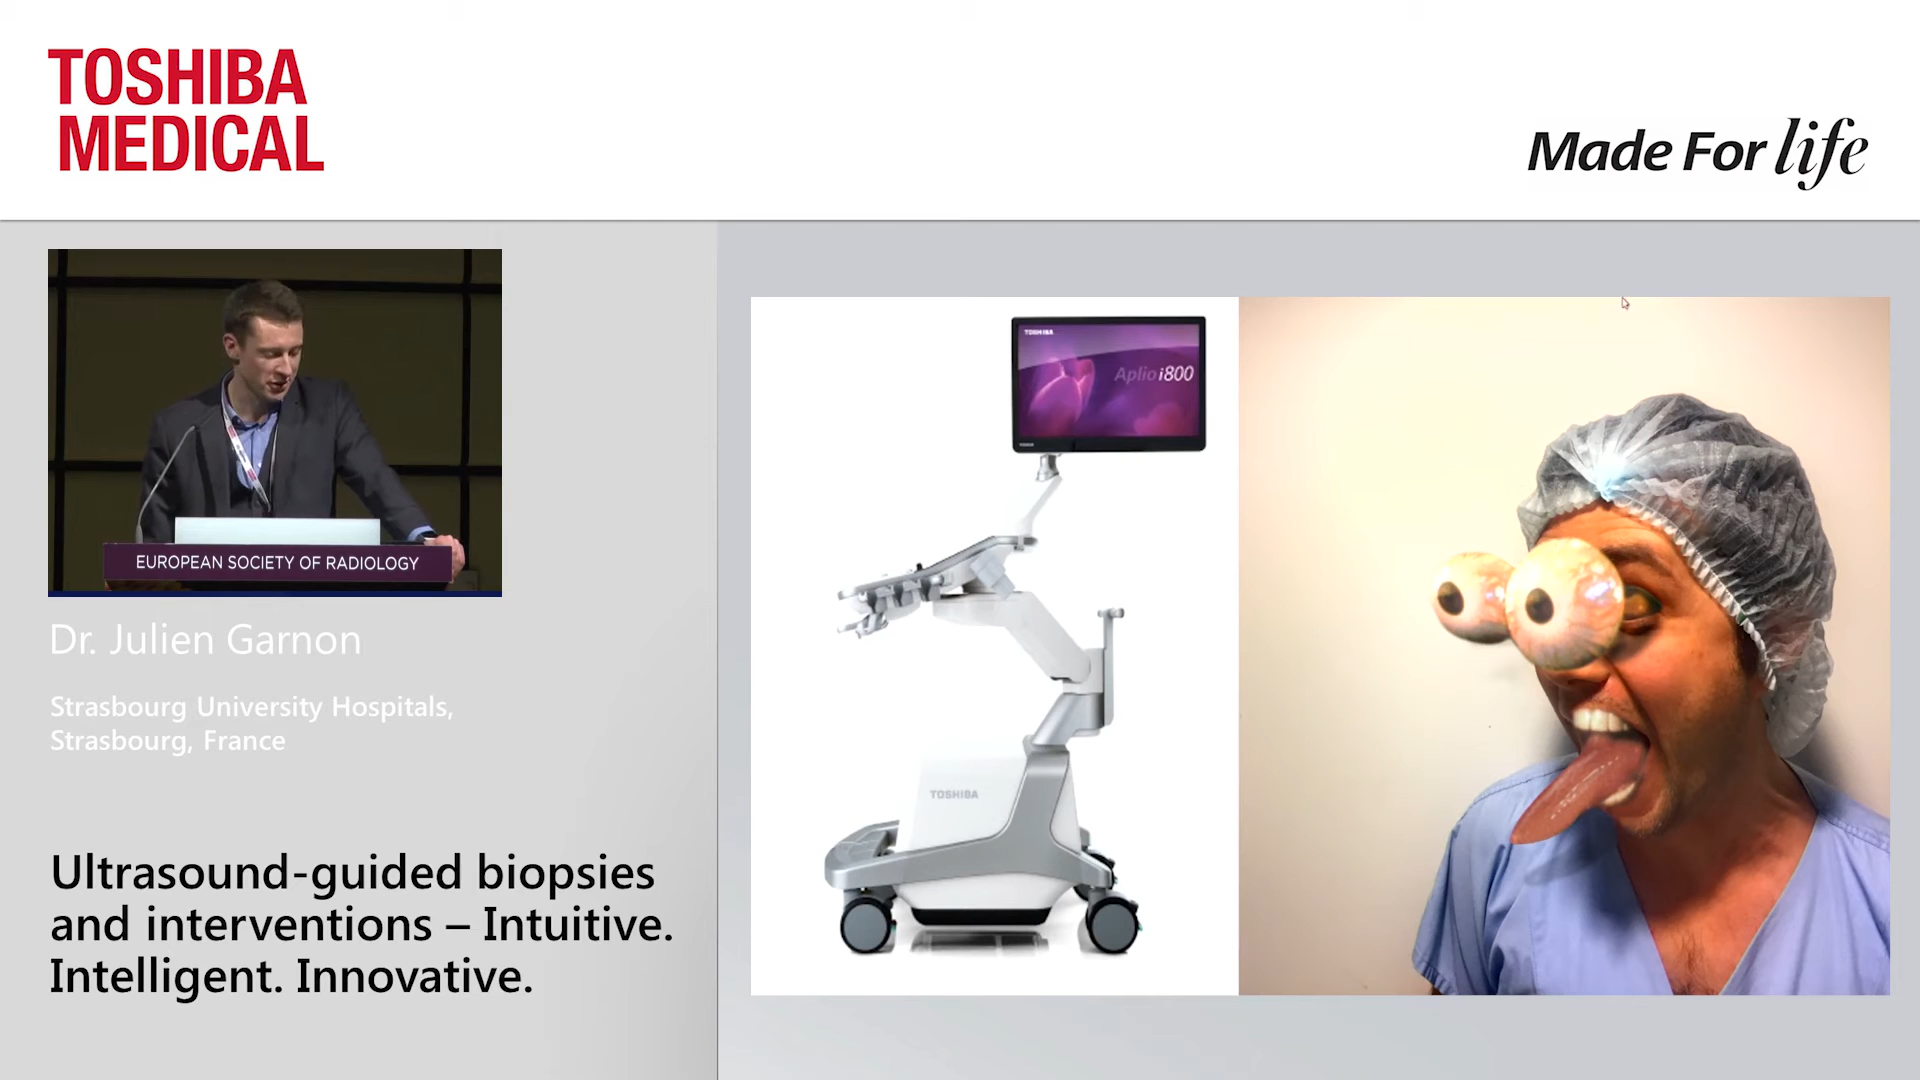 TOSHIBA
MEDICAL
Made For life
EUROPEAN SOCIETY OF RADIOLOGY
Dr. Julien Garnon
Strasbourg University Hospitals,
Strasbourg, France
Ultrasound-guided biopsies
and interventions – Intuitive.
Intelligent. Innovative.
TOSHIBA
Aplio i800
TOSHIBA